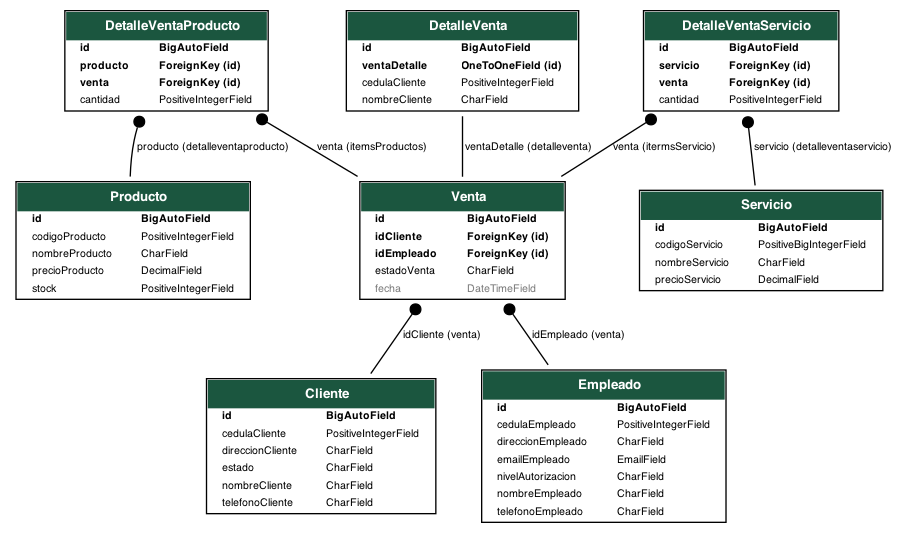 DetalleVentaProducto
id BigAutoField
producto ForeignKey (id)
venta ForeignKey (id)
cantidad PositiveIntegerField
DetalleVenta
id BigAutoField
ventaDetalle OneToOneField (id)
cedulaCliente PositiveIntegerField
nombreCliente CharField
DetalleVentaServicio
id BigAutoField
servicio ForeignKey (id)
venta ForeignKey (id)
cantidad PositiveIntegerField
producto (detalleventaproducto)
venta (itemsProductos)
ventaDetalle (detalleventa)
venta (itermsServicio)
servicio (detalleventaservicio)
Producto
id BigAutoField
codigoProducto PositiveIntegerField
nombreProducto CharField
precioProducto DecimalField
stock PositiveIntegerField
Venta
id BigAutoField
idCliente ForeignKey (id)
idEmpleado ForeignKey (id)
estadoVenta CharField
fecha DateTimeField
Servicio
id BigAutoField
codigoServicio PositiveBigIntegerField
nombreServicio CharField
precioServicio DecimalField
idCliente (venta)
idEmpleado (venta)
Cliente
id BigAutoField
cedulaCliente PositiveIntegerField
direccionCliente CharField
estado CharField
nombreCliente CharField
telefonoCliente CharField
Empleado
id BigAutoField
cedulaEmpleado PositiveIntegerField
direccionEmpleado CharField
emailEmpleado EmailField
nivelAutorizacion CharField
nombreEmpleado CharField
telefonoEmpleado CharField